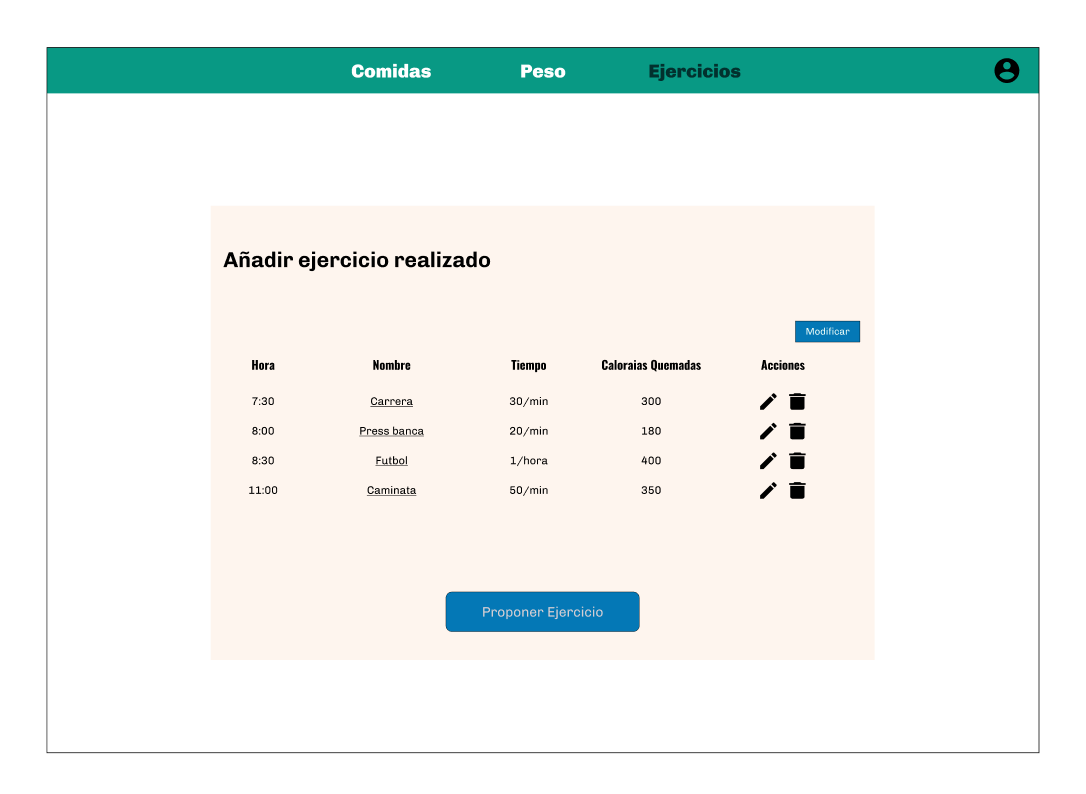 Comidas Peso Ejercicios
Añadir ejercicio realizado
Modificar
Hora Nombre Tiempo Caloraias Quemadas Acciones
7:30 Carrera 30/min 300
8:00 Press banca 20/min 180
8:30 Futbol 1/hora 400
11:00 Caminata 50/min 350
Proponer Ejercicio